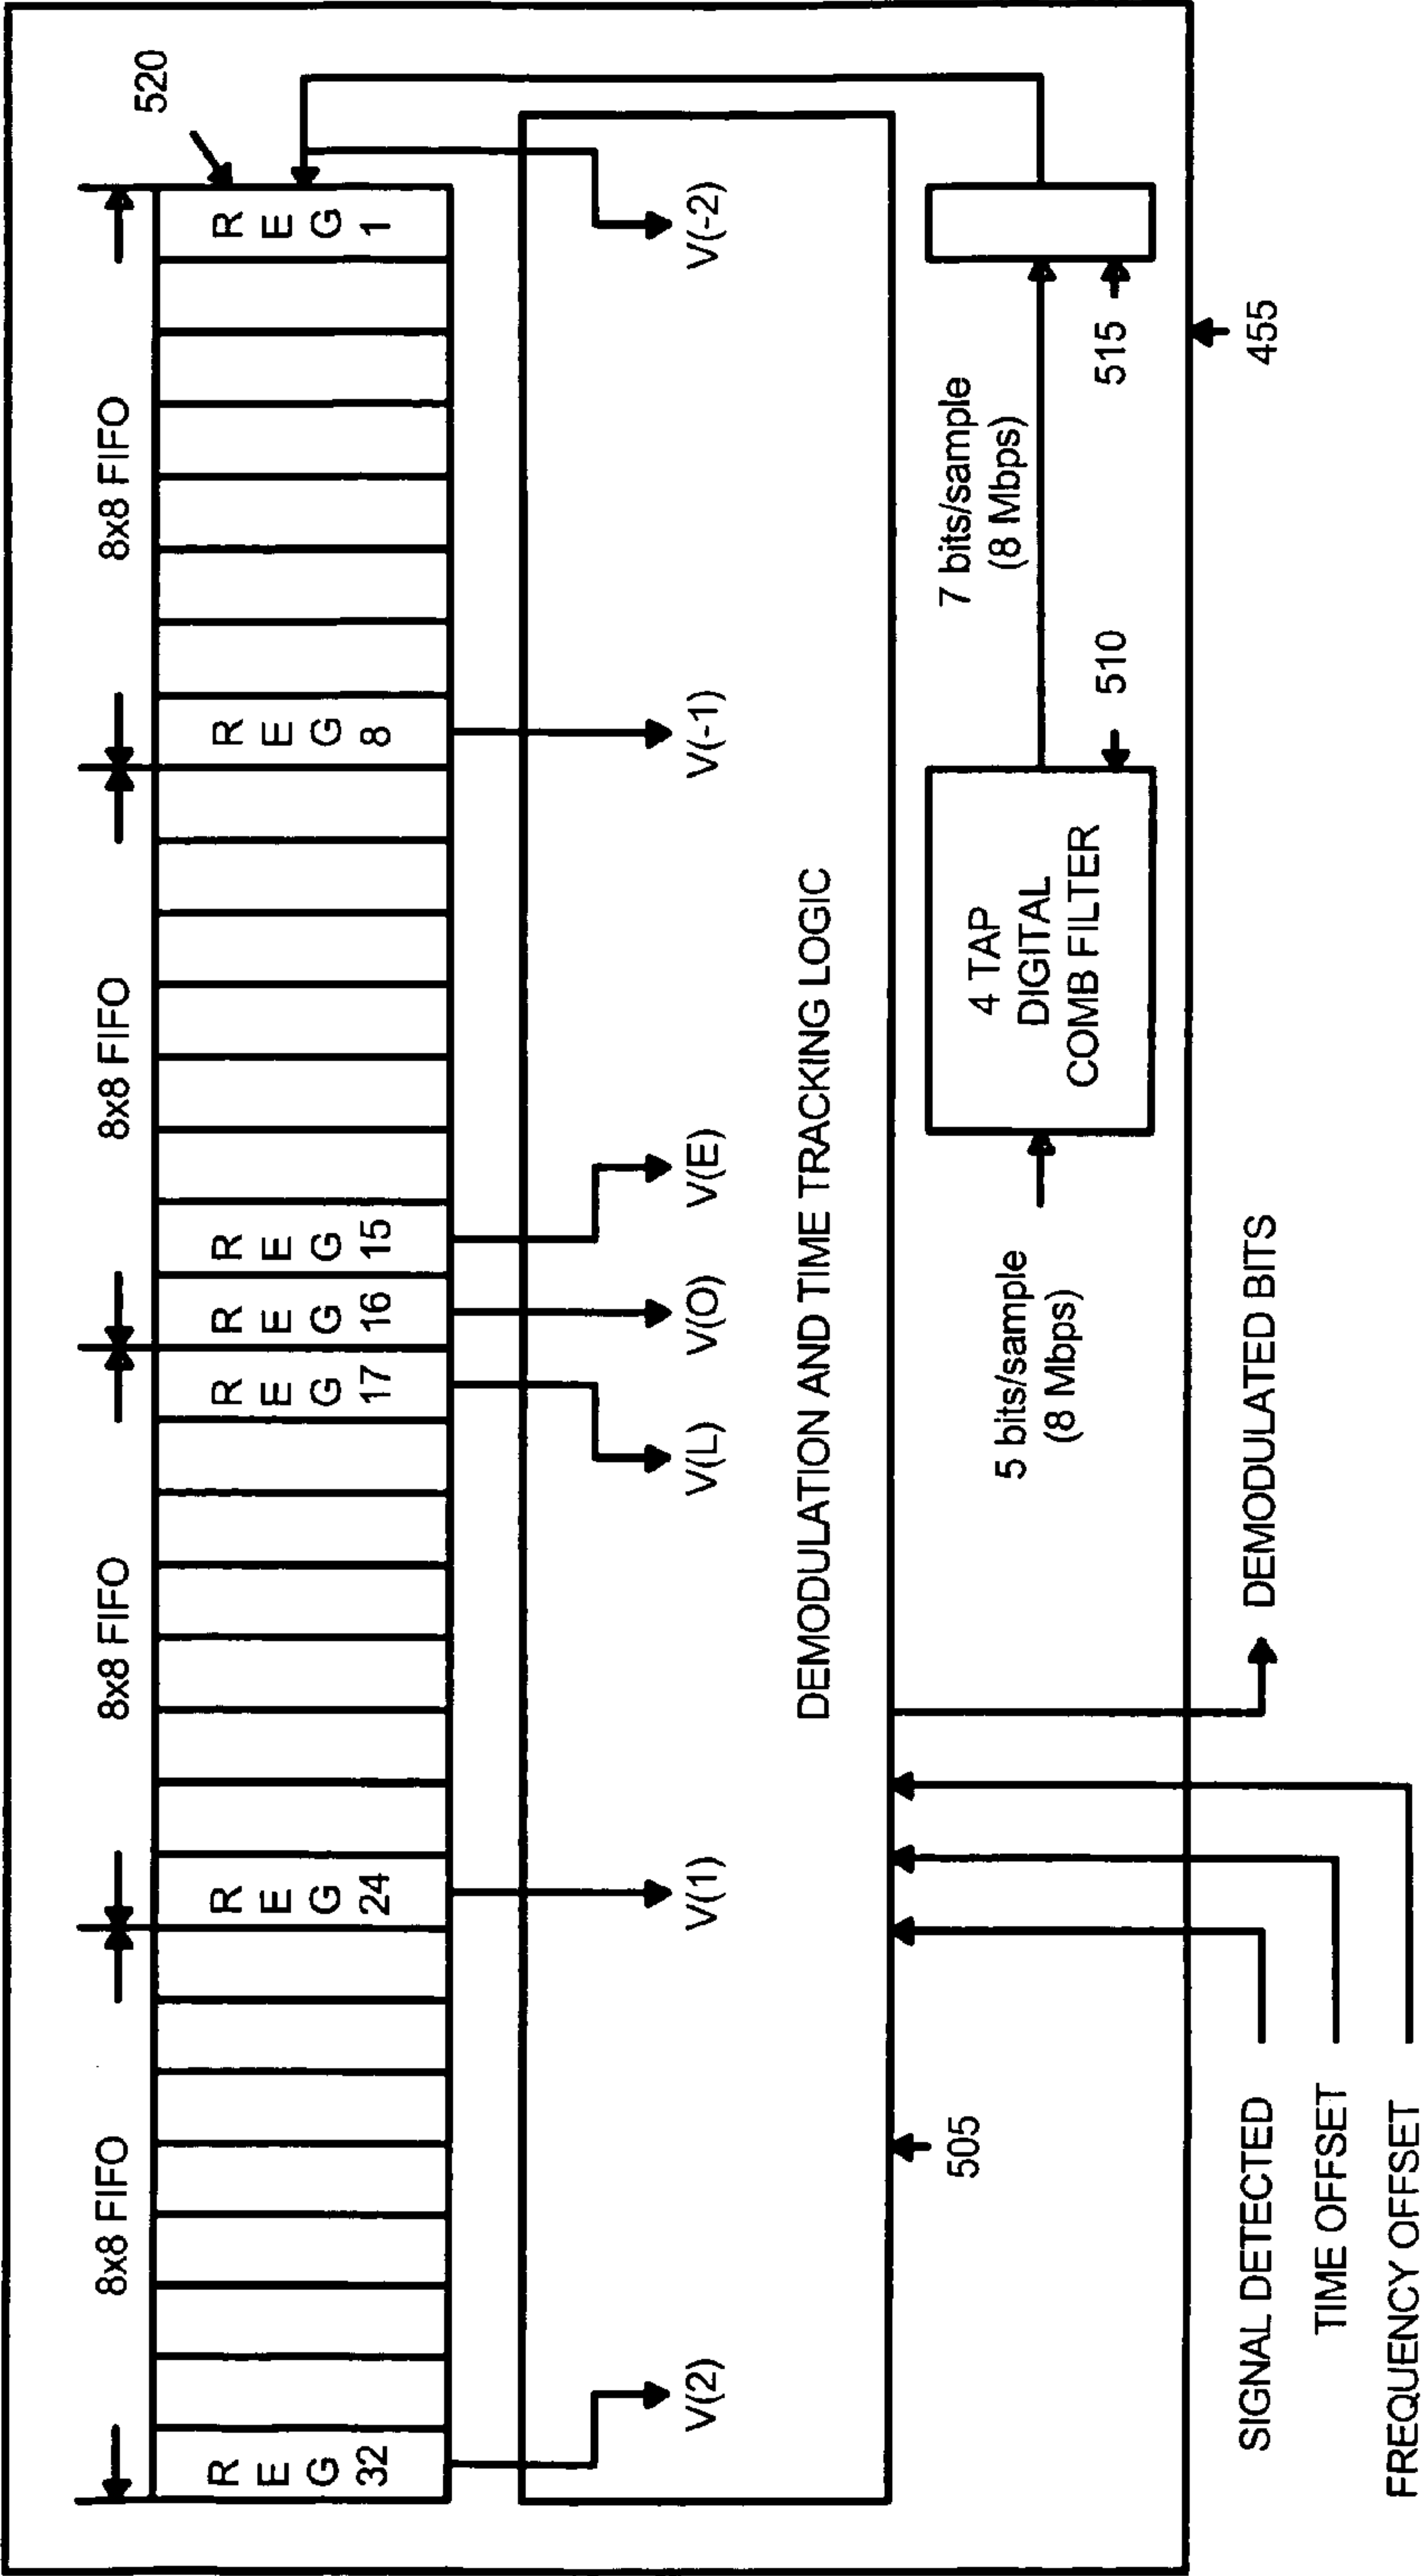 8x8 FIFO
8x8 FIFO
8x8 FIFO
8x8 FIFO
520
REG 32
REG 24
REG 17
REG 16
REG 15
REG 8
REG 1
V(2)
V(1)
V(L)
V(O)
V(E)
V(-1)
V(-2)
DEMODULATION AND TIME TRACKING LOGIC
505
5 bits/sample
(8 Mbps)
4 TAP
DIGITAL
COMB FILTER
510
7 bits/sample
(8 Mbps)
515
455
SIGNAL DETECTED
TIME OFFSET
FREQUENCY OFFSET
DEMODULATED BITS